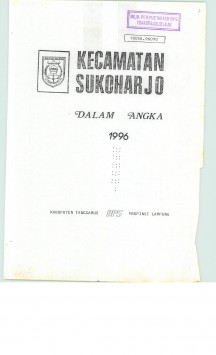 KECAMATAN
SUKOHARJO
DALAM ANGKA
1996
KABUPATEN TANGGAMUS BPS PROPINSI LAMPUNG